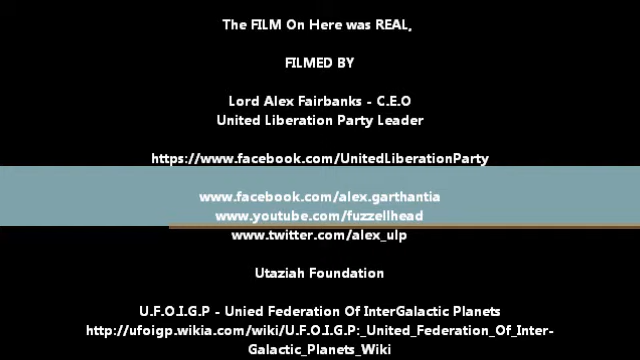 The FILM On Here was REAL,
FILMED BY
Lord Alex Fairbanks - C.E.O
United Liberation Party Leader
https://www.facebook.com/UnitedLiberationParty
www.facebook.com/alex.garthantia
www.youtube.com/fuzzellhead
www.twitter.com/alex_ulp
Utaziah Foundation
U.F.O.I.G.P - Unied Federation Of InterGalactic Planets
http://ufoigp.wikia.com/wiki/U.F.O.I.G.P:_United_Federation_Of_Inter-
Galactic_Planets_Wiki